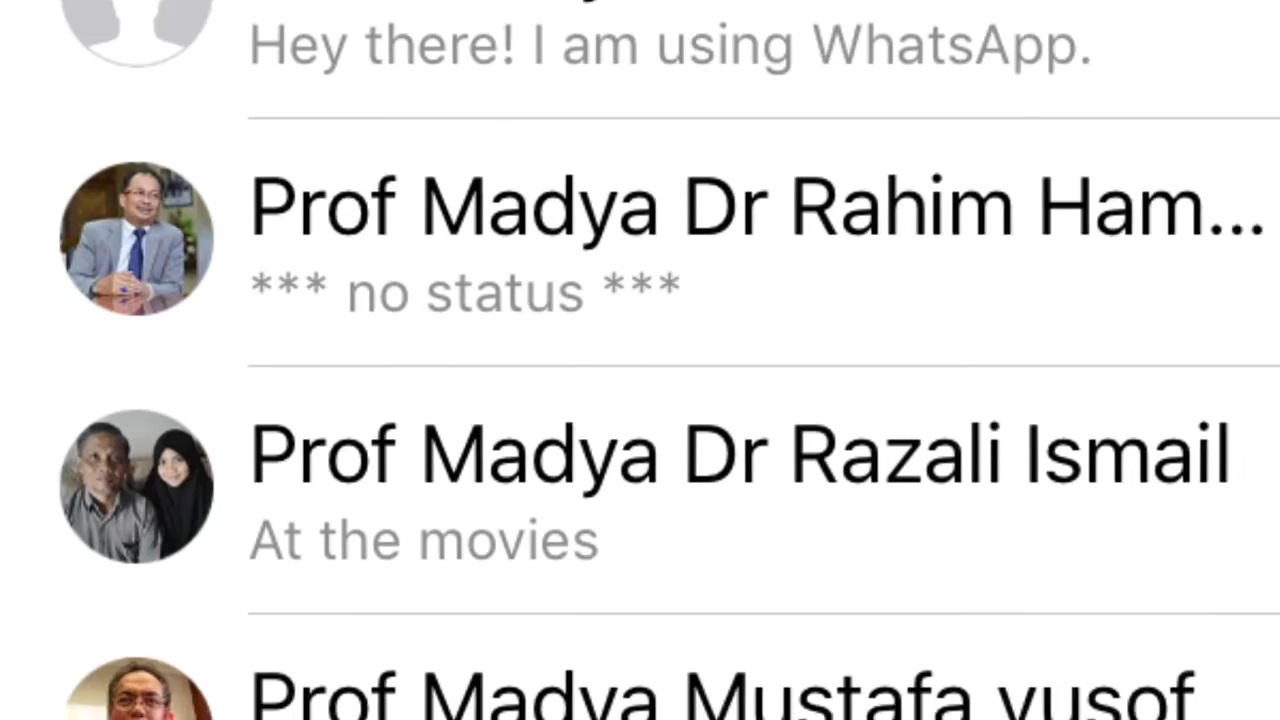 Hey there! I am using WhatsApp.
Prof Madya Dr Rahim Ham...
*** no status ***
Prof Madya Dr Razali Ismail
At the movies
Prof Madya Mustafa yusof